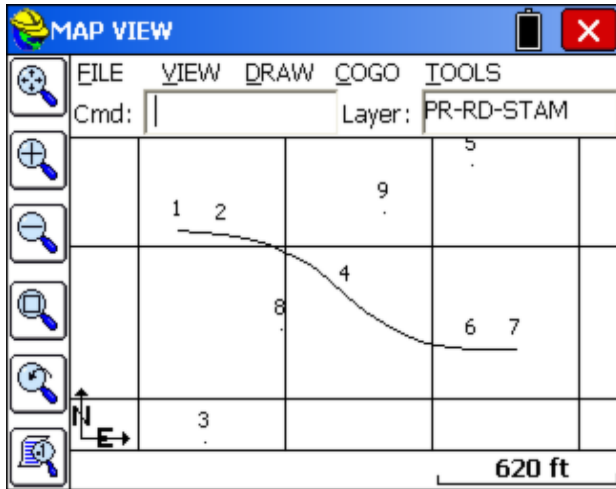 MAP VIEW
FILE VIEW DRAW COGO TOOLS
Cmd: Layer: PR-RD-STAM
5
9
1 2
4
8
6 7
3
N
E
620 ft